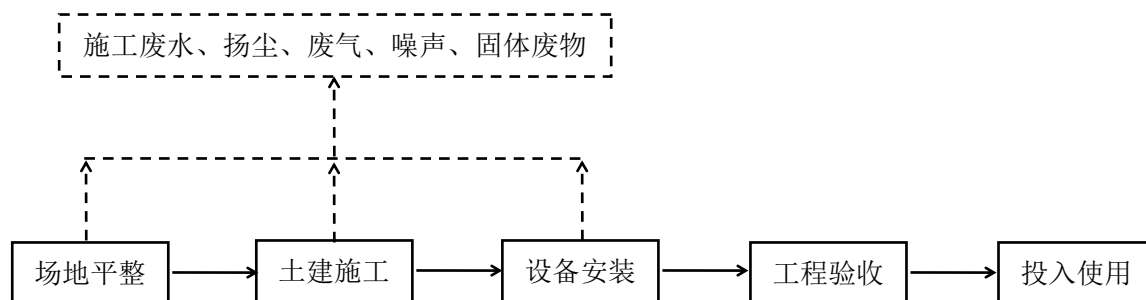 施工废水、扬尘、废气、噪声、固体废物
场地平整
土建施工
设备安装
工程验收
投入使用